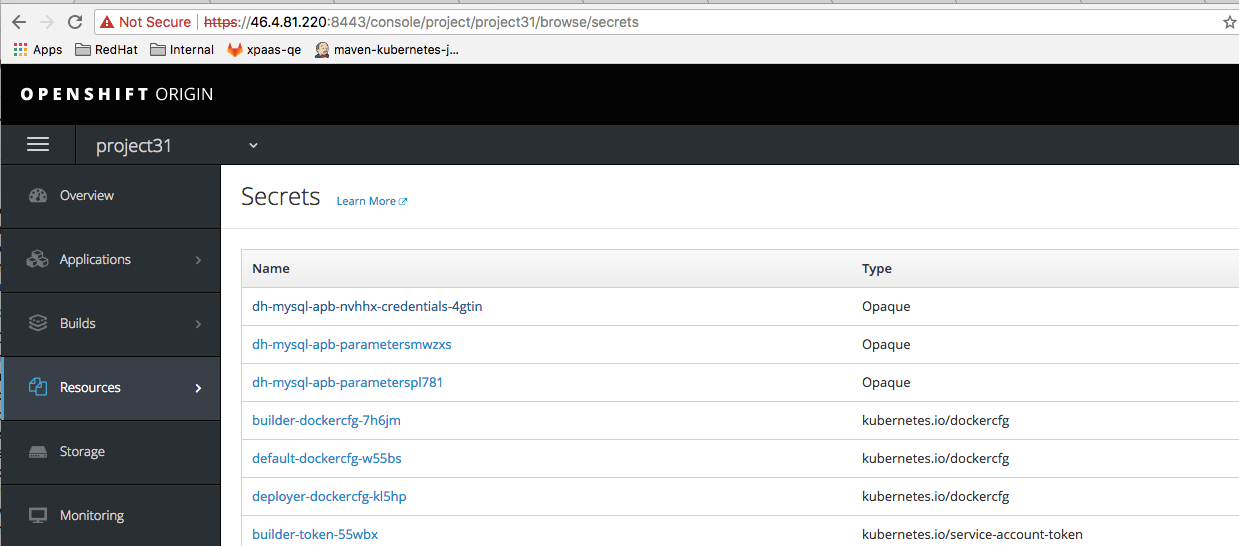 Not Secure https://46.4.81.220:8443/console/project/project31/browse/secrets
Apps RedHat Internal xpaas-qe maven-kubernetes-j...
OPENSHIFT ORIGIN
project31
Overview
Applications
Builds
Resources
Storage
Monitoring
Secrets Learn More
Name Type
dh-mysql-apb-nvhhx-credentials-4gtin Opaque
dh-mysql-apb-parametersmwzxs Opaque
dh-mysql-apb-parameterspl781 Opaque
builder-dockercfg-7h6jm kubernetes.io/dockercfg
default-dockercfg-w55bs kubernetes.io/dockercfg
deployer-dockercfg-kl5hp kubernetes.io/dockercfg
builder-token-55wbx kubernetes.io/service-account-token